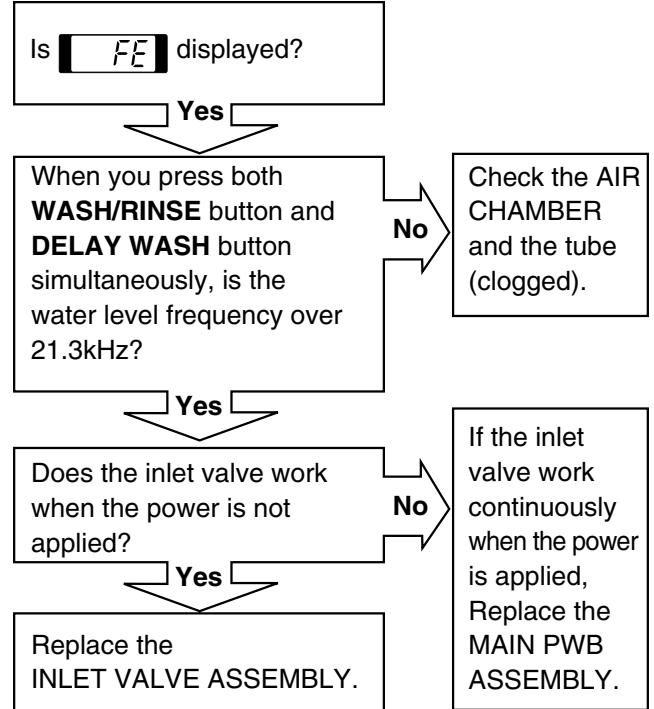 Is FE displayed?
Yes
When you press both
WASH/RINSE button and
DELAY WASH button
simultaneously, is the
water level frequency over
21.3kHz?
No
Check the AIR
CHAMBER
and the tube
(clogged).
Yes
Does the inlet valve work
when the power is not
applied?
No
If the inlet
valve work
continuously
when the power
is applied,
Replace the
MAIN PWB
ASSEMBLY.
Yes
Replace the
INLET VALVE ASSEMBLY.